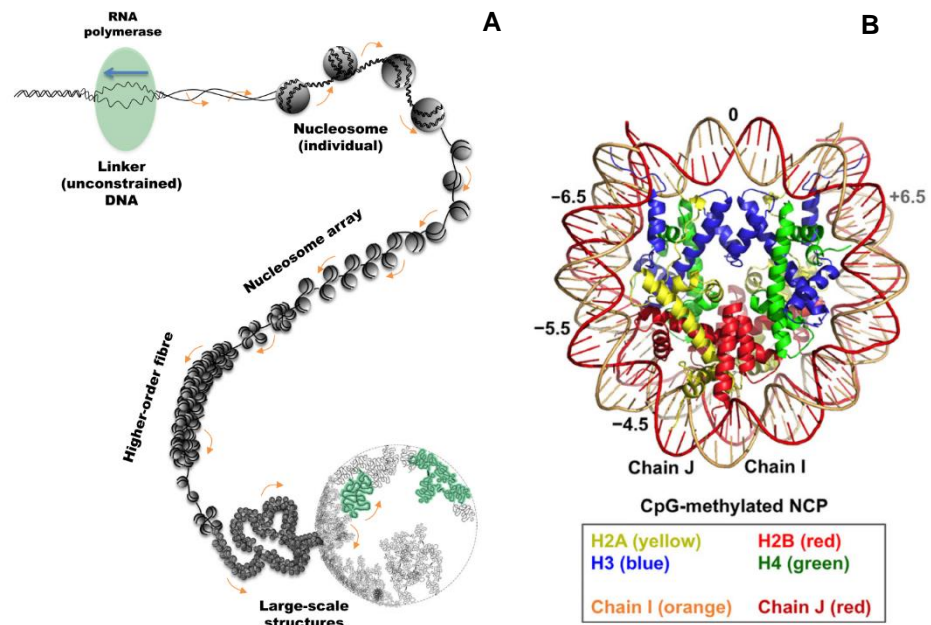 A
RNA
polymerase
Linker
(unconstrained)
DNA
Nucleosome
(individual)
Nucleosome array
Higher-order fibre
Large-scale
structures
B
0
−6.5
+6.5
−5.5
−4.5
Chain J
Chain I
CpG-methylated NCP
H2A (yellow)
H2B (red)
H3 (blue)
H4 (green)
Chain I (orange)
Chain J (red)